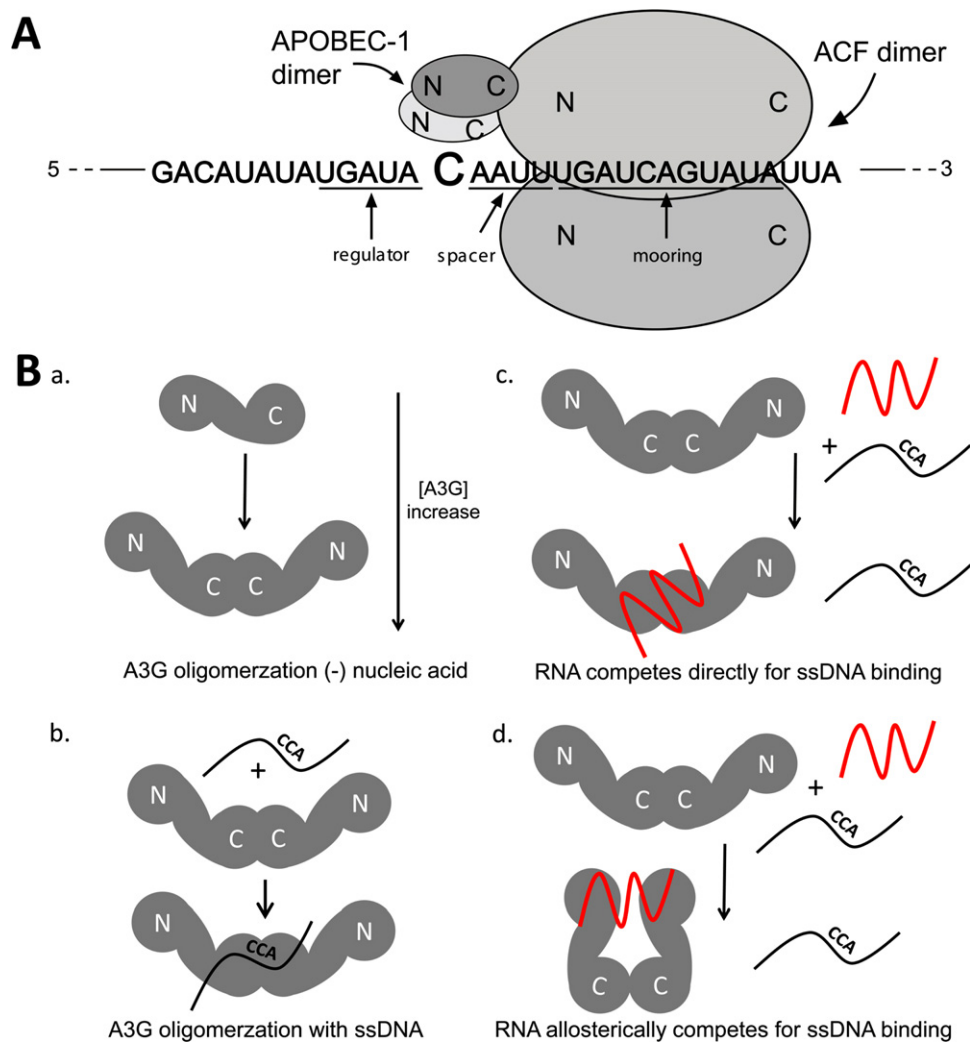 A
APOBEC-1
dimer
ACF dimer
N C
N C
N C
5 GACAUAUAUGAUA C AAUUUGAUCAGUAUAUUA 3
N C
regulator spacer mooring
B
a.
N C
[A3G]
increase
N C C N
A3G oligomerzation (-) nucleic acid
b.
CCA
+
N C C N
N CCA N
A3G oligomerzation with ssDNA
c.
N C C N
+ CCA
N N CCA
RNA competes directly for ssDNA binding
d.
N C C N
+
CCA
C C CCA
RNA allosterically competes for ssDNA binding